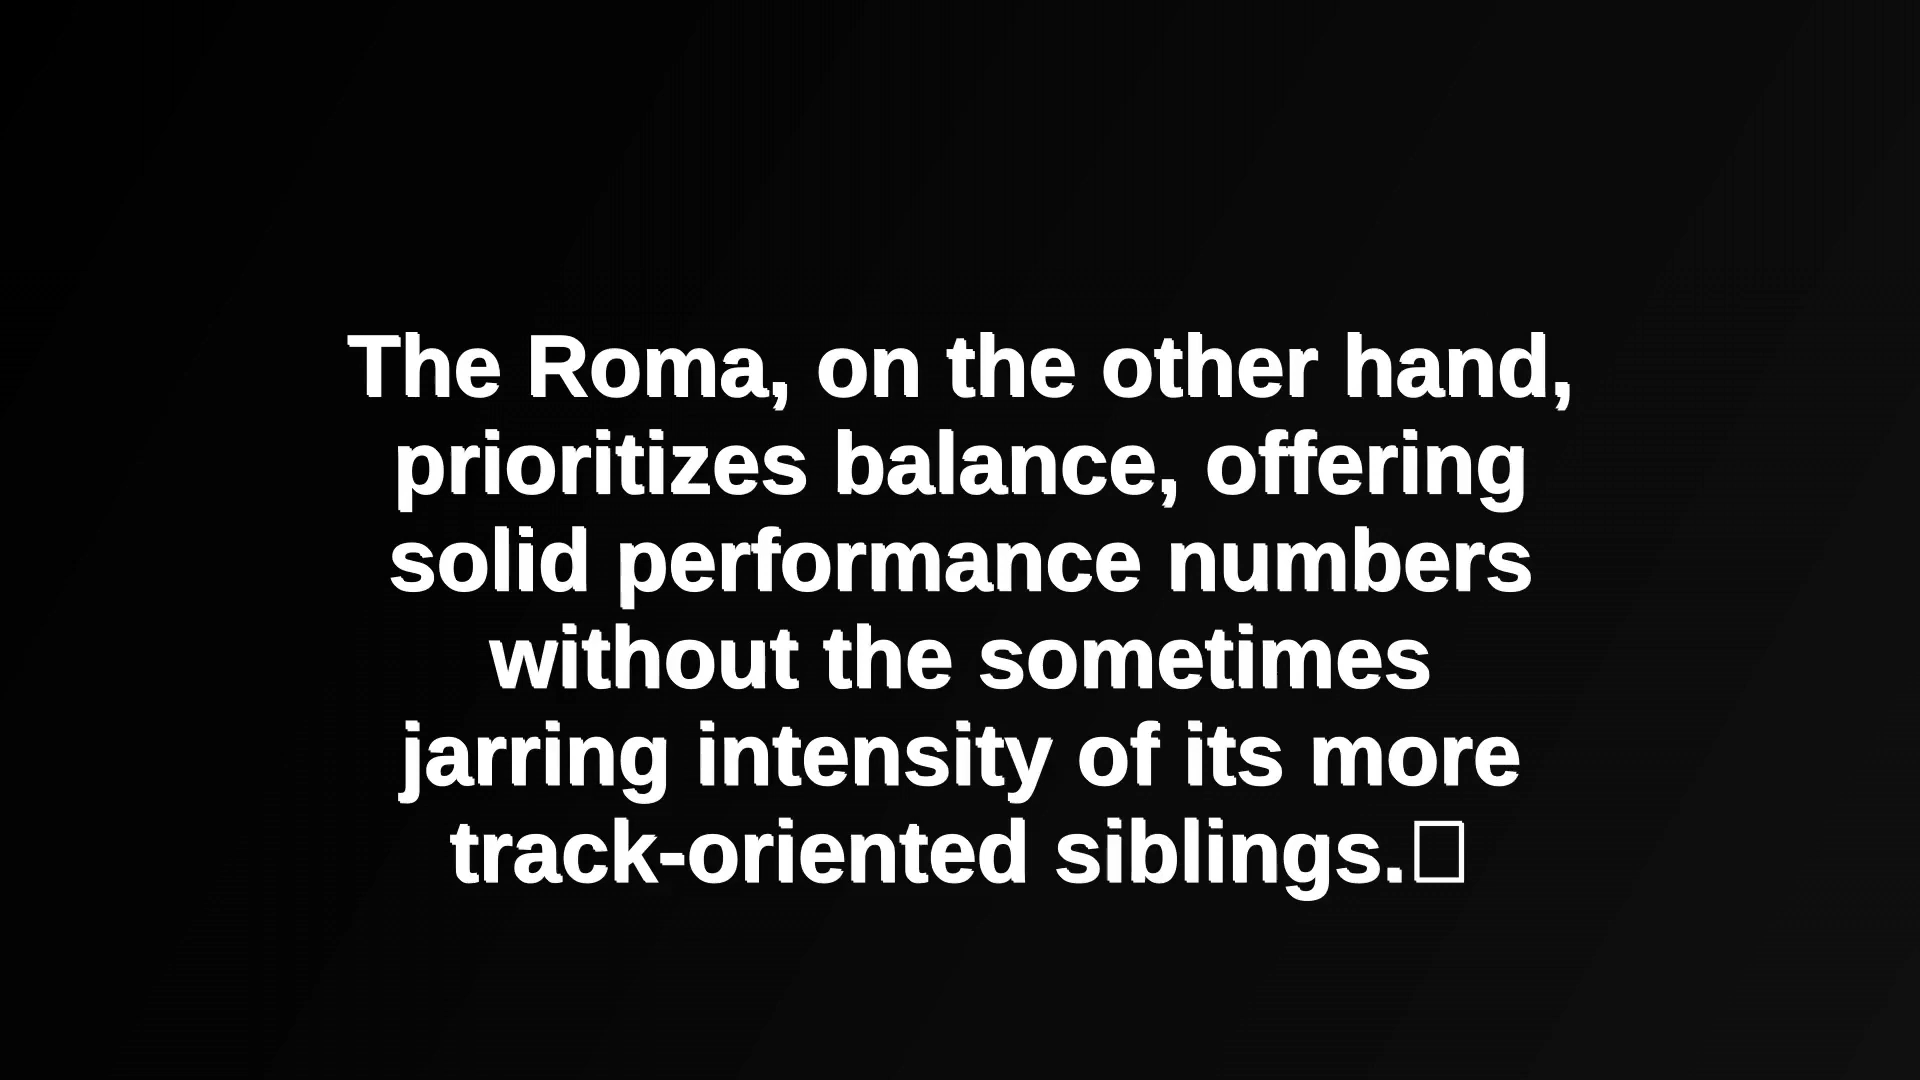 The Roma, on the other hand,
prioritizes balance, offering
solid performance numbers
without the sometimes
jarring intensity of its more
track-oriented siblings.